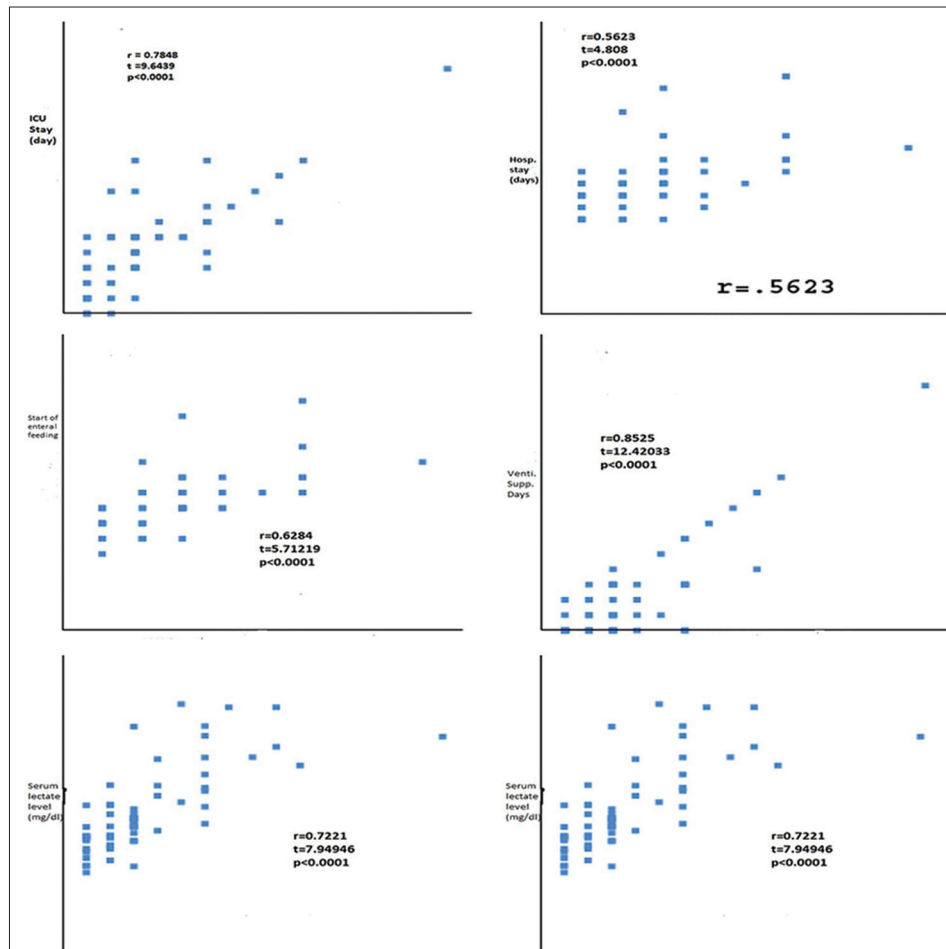 r = 0.7848
t =9.6439
p<0.0001
ICU
Stay
(day)
r=0.5623
t=4.808
p<0.0001
Hosp.
stay
(days)
r=.5623
Start of
enteral
feeding
r=0.6284
t=5.71219
p<0.0001
Venti.
Supp.
Days
r=0.8525
t=12.42033
p<0.0001
Serum
lectate
level
(mg/dl)
r=0.7221
t=7.94946
p<0.0001
Serum
lectate
level
(mg/dl)
r=0.7221
t=7.94946
p<0.0001